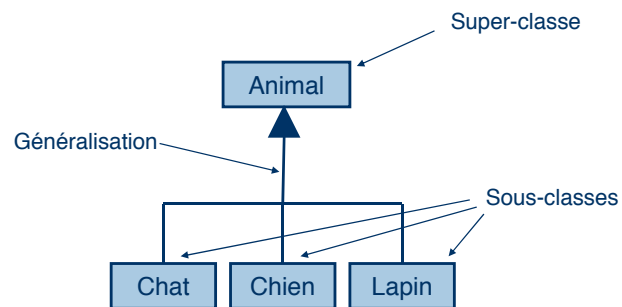 Super-classe
Animal
Généralisation
Sous-classes
Chat
Chien
Lapin